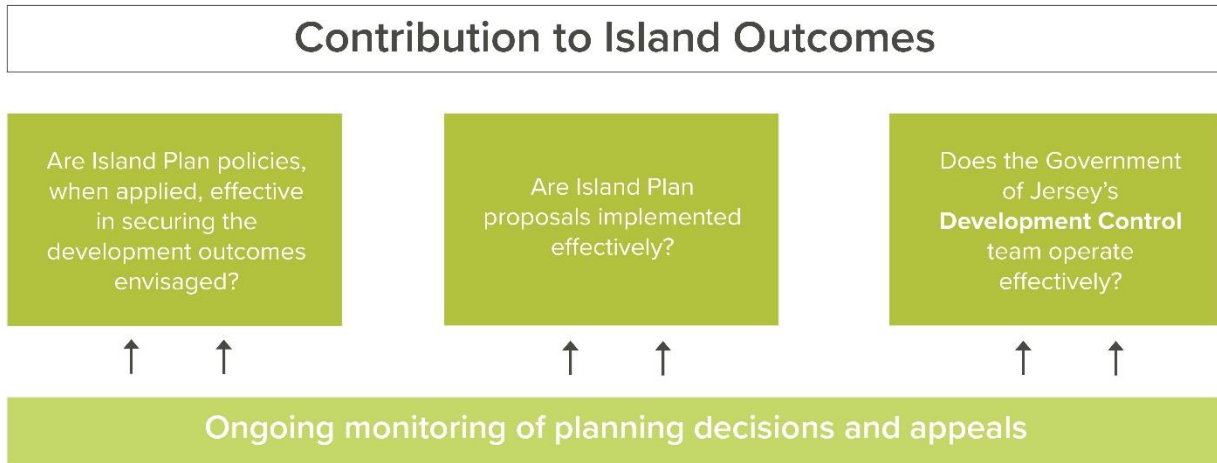 Contribution to Island Outcomes
Are Island Plan policies,
when applied, effective
in securing the
development outcomes
envisaged?
Are Island Plan
proposals implemented
effectively?
Does the Government
of Jersey’s
Development Control
team operate
effectively?
Ongoing monitoring of planning decisions and appeals